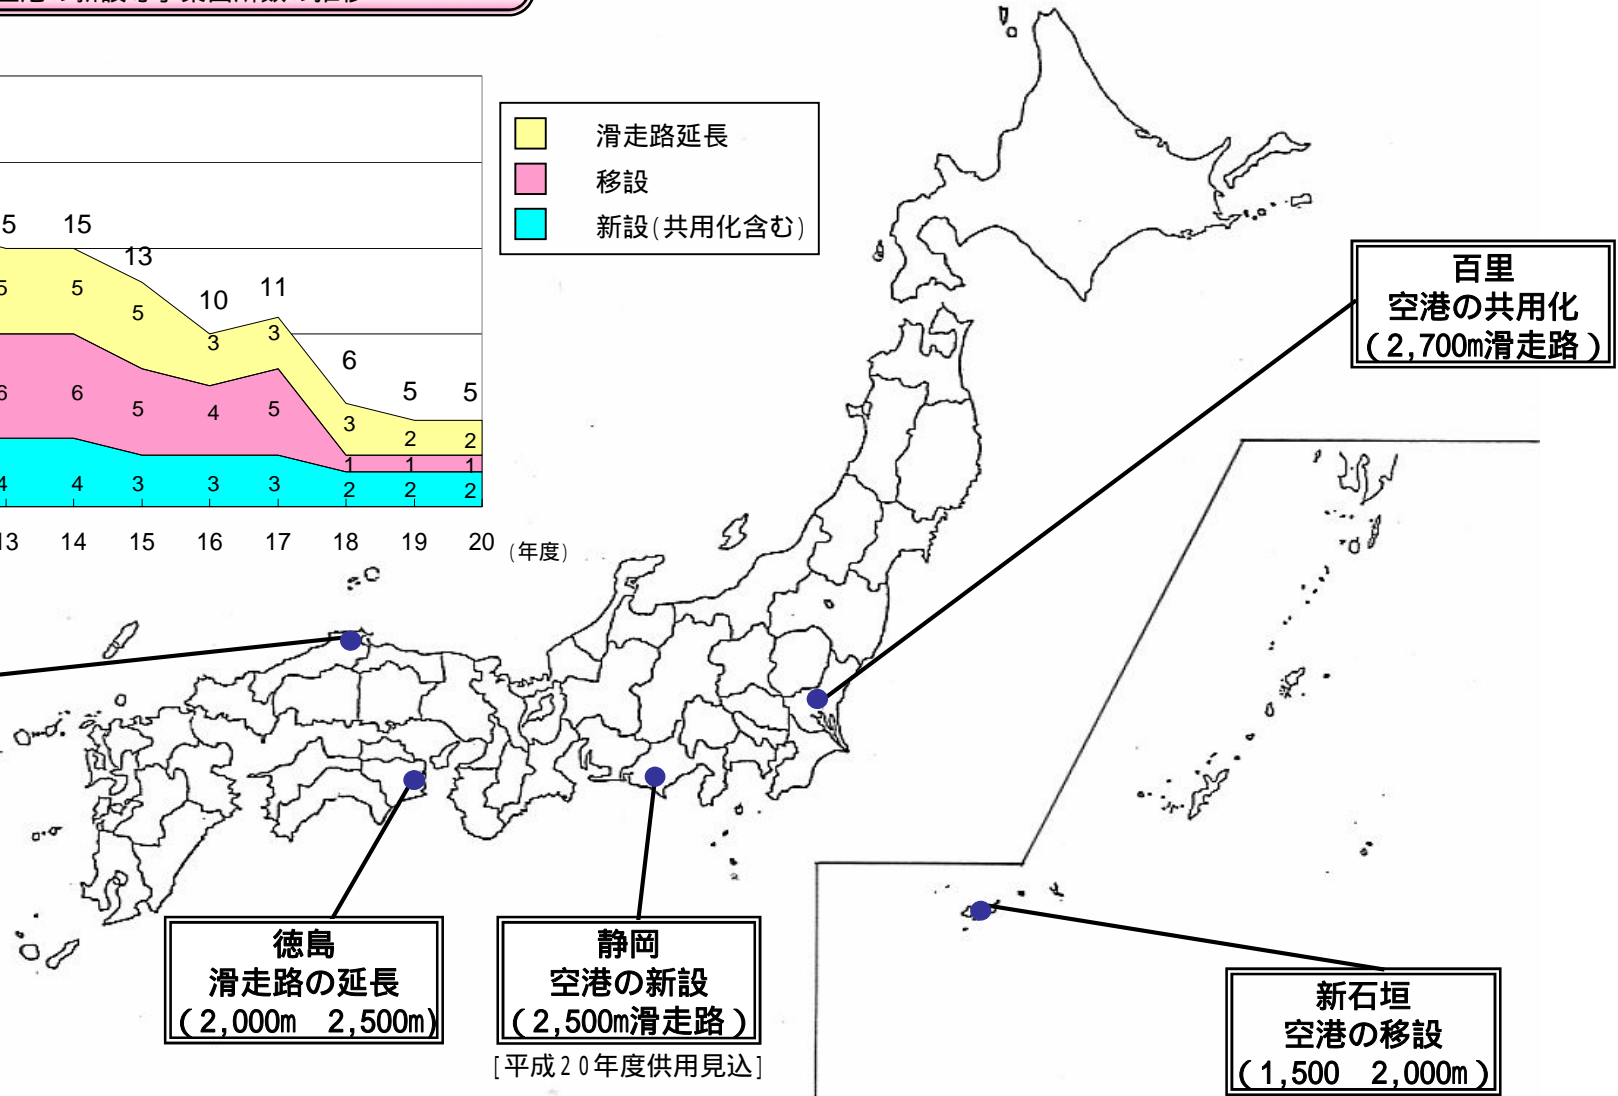 滑走路延長
移設
新設(共用化含む)
5 15 13 10 11 6 5 5
5 5 5 3 3 3 2 2
6 6 5 4 5 1 1 1
4 4 3 3 3 2 2 2
13 14 15 16 17 18 19 20 (年度)
百里
空港の共用化
(2,700m滑走路)
徳島
滑走路の延長
(2,000m 2,500m)
静岡
空港の新設
(2,500m滑走路)
[平成20年度供用見込]
新石垣
空港の移設
(1,500 2,000m)